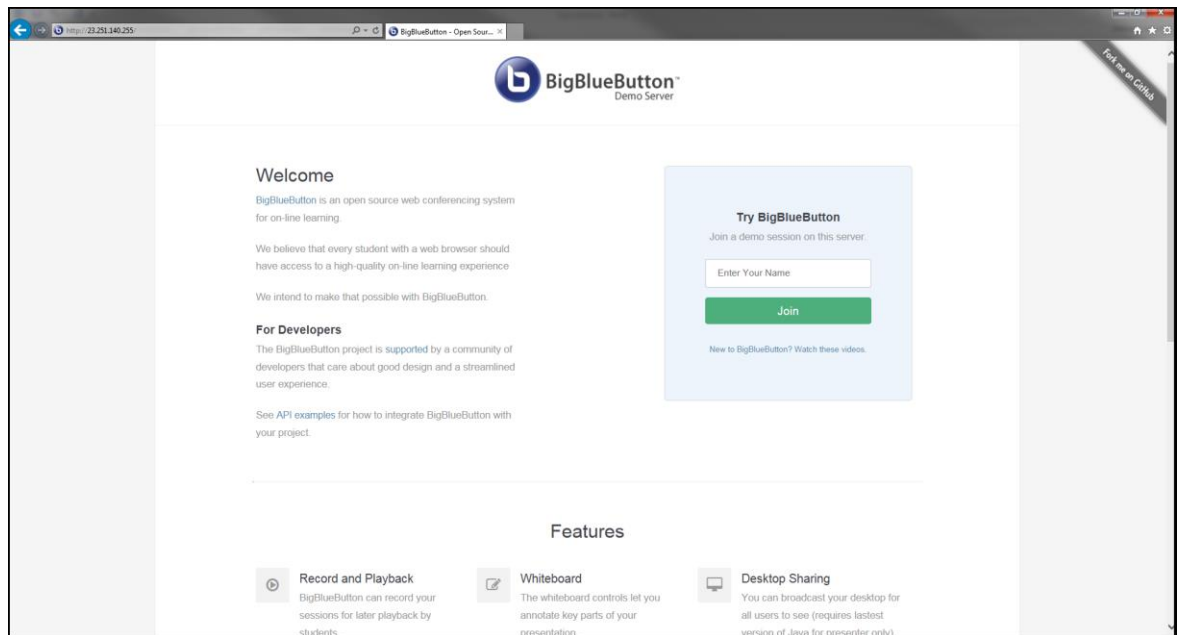 http://23.251.140.255/
BigBlueButton - Open Sour...
Fork me on GitHub
b BigBlueButton™
Demo Server
Welcome
BigBlueButton is an open source web conferencing system
for on-line learning.
We believe that every student with a web browser should
have access to a high-quality on-line learning experience
We intend to make that possible with BigBlueButton.
For Developers
The BigBlueButton project is supported by a community of
developers that care about good design and a streamlined
user experience.
See API examples for how to integrate BigBlueButton with
your project.
Try BigBlueButton
Join a demo session on this server.
Enter Your Name
Join
New to BigBlueButton? Watch these videos.
Features
Record and Playback
BigBlueButton can record your
sessions for later playback by
students.
Whiteboard
The whiteboard controls let you
annotate key parts of your
presentation.
Desktop Sharing
You can broadcast your desktop for
all users to see (requires lastest
version of Java for presenter only)